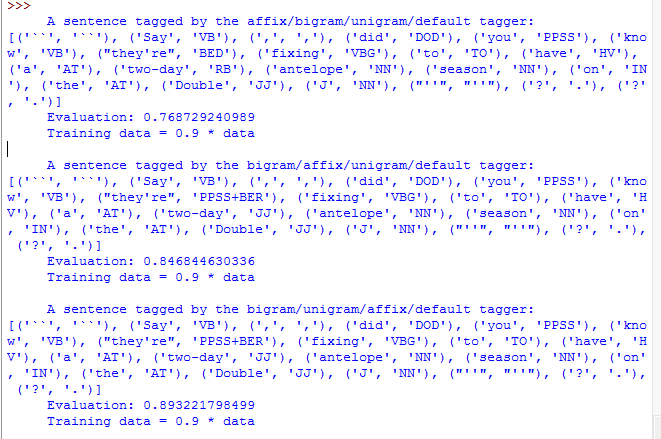 >>>
A sentence tagged by the affix/bigram/unigram/default tagger:
[('``', '``'), ('Say', 'VB'), (',', ','), ('did', 'DOD'), ('you', 'PPSS'), ('kno
w', 'VB'), ("they're", 'BED'), ('fixing', 'VBG'), ('to', 'TO'), ('have', 'HV'),
('a', 'AT'), ('two-day', 'RB'), ('antelope', 'NN'), ('season', 'NN'), ('on', 'IN
'), ('the', 'AT'), ('Double', 'JJ'), ('J', 'NN'), ("''", "''"), ('?', '.'), ('?'
, '.')]
Evaluation: 0.768729240989
Training data = 0.9 * data
A sentence tagged by the bigram/affix/unigram/default tagger:
[('``', '``'), ('Say', 'VB'), (',', ','), ('did', 'DOD'), ('you', 'PPSS'), ('kno
w', 'VB'), ("they're", 'PPSS+BER'), ('fixing', 'VBG'), ('to', 'TO'), ('have', 'H
V'), ('a', 'AT'), ('two-day', 'JJ'), ('antelope', 'NN'), ('season', 'NN'), ('on'
, 'IN'), ('the', 'AT'), ('Double', 'JJ'), ('J', 'NN'), ("''", "''"), ('?', '.'),
('?', '.')]
Evaluation: 0.846844630336
Training data = 0.9 * data
A sentence tagged by the bigram/unigram/affix/default tagger:
[('``', '``'), ('Say', 'VB'), (',', ','), ('did', 'DOD'), ('you', 'PPSS'), ('kno
w', 'VB'), ("they're", 'PPSS+BER'), ('fixing', 'VBG'), ('to', 'TO'), ('have', 'H
V'), ('a', 'AT'), ('two-day', 'JJ'), ('antelope', 'NN'), ('season', 'NN'), ('on'
, 'IN'), ('the', 'AT'), ('Double', 'JJ'), ('J', 'NN'), ("''", "''"), ('?', '.'),
('?', '.')]
Evaluation: 0.893221798499
Training data = 0.9 * data